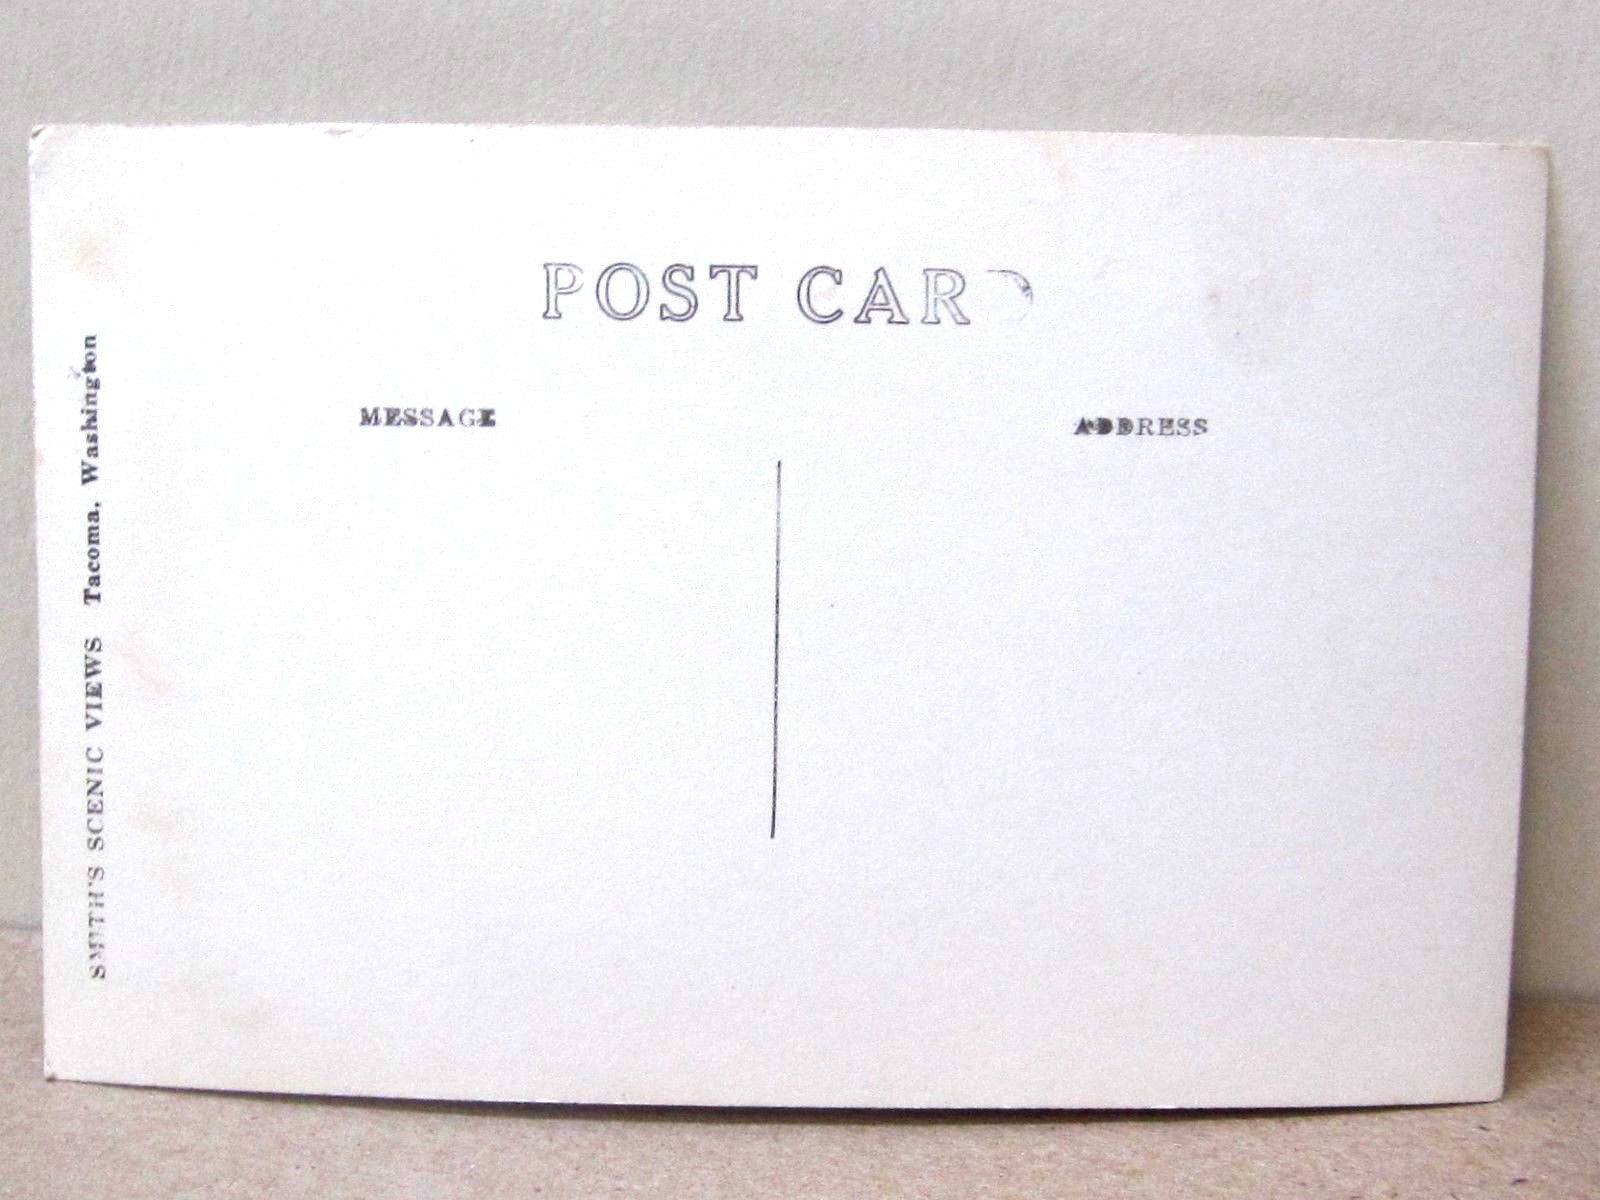 POST CARD
MESSAGE
ADDRESS
SMITH'S SCENIC VIEWS Tacoma, Washington